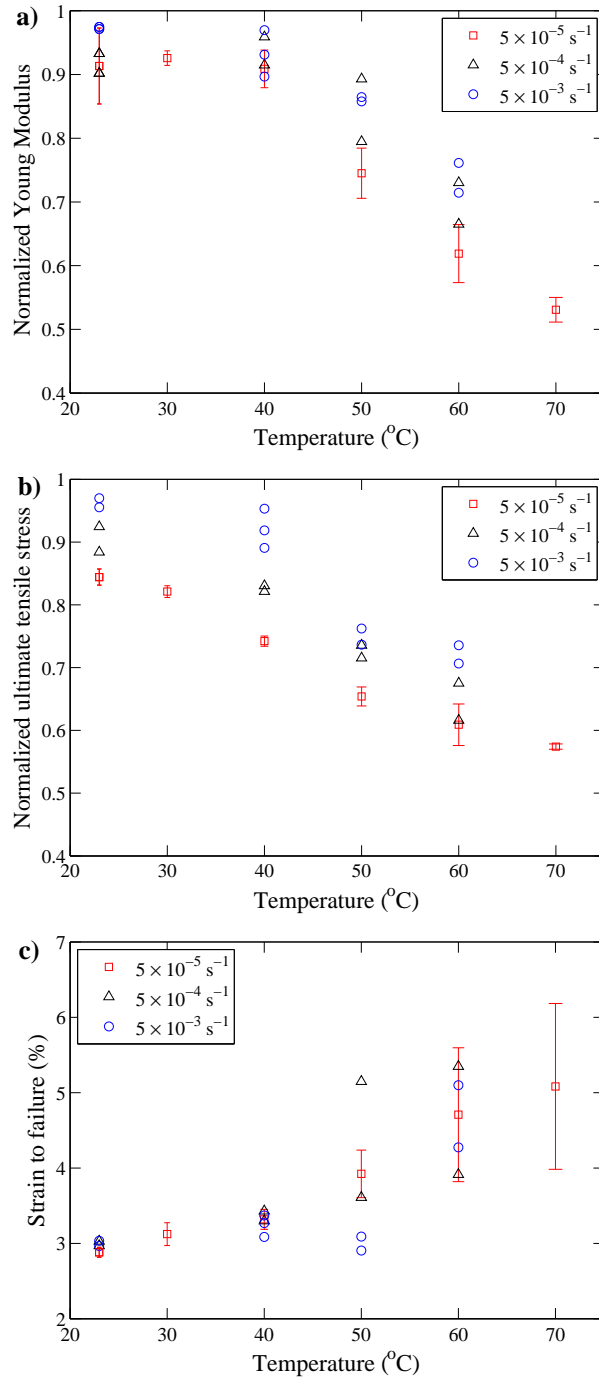 a)
1
0.9
0.8
0.7
0.6
0.5
0.4
Normalized Young Modulus
20 30 40 50 60 70
Temperature (°C)
5 × 10⁻⁵ s⁻¹
5 × 10⁻⁴ s⁻¹
5 × 10⁻³ s⁻¹
b)
1
0.9
0.8
0.7
0.6
0.5
0.4
Normalized ultimate tensile stress
20 30 40 50 60 70
Temperature (°C)
5 × 10⁻⁵ s⁻¹
5 × 10⁻⁴ s⁻¹
5 × 10⁻³ s⁻¹
c)
7
6
5
4
3
2
Strain to failure (%)
20 30 40 50 60 70
Temperature (°C)
5 × 10⁻⁵ s⁻¹
5 × 10⁻⁴ s⁻¹
5 × 10⁻³ s⁻¹